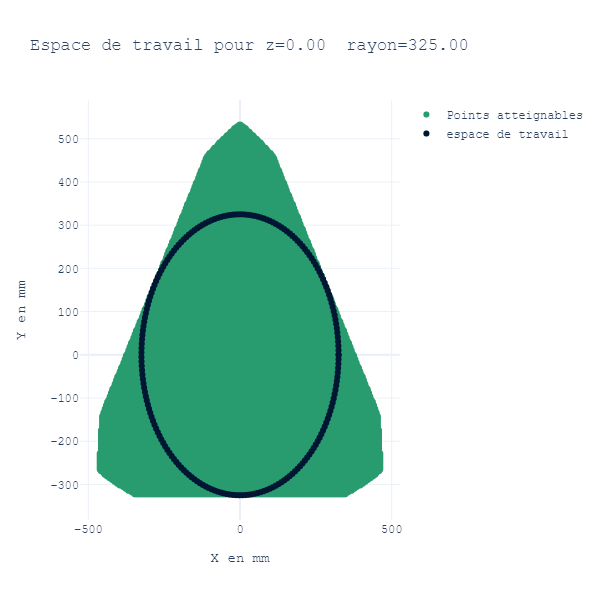 Espace de travail pour z=0.00  rayon=325.00
Points atteignables
espace de travail
500
400
300
200
100
0
−100
−200
−300
Y en mm
−500
0
500
X en mm